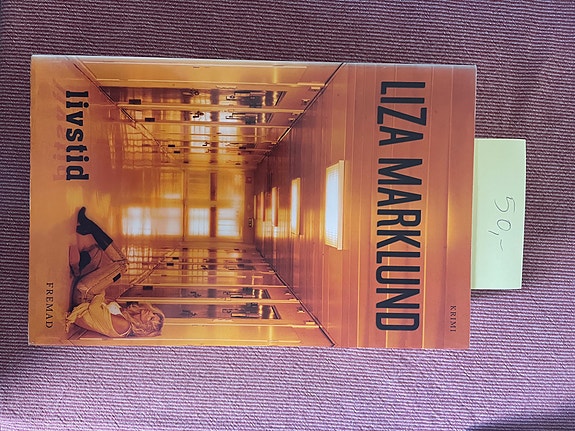 KRIMI
LIZA MARKLUND
livstid
FREMAD
50,-